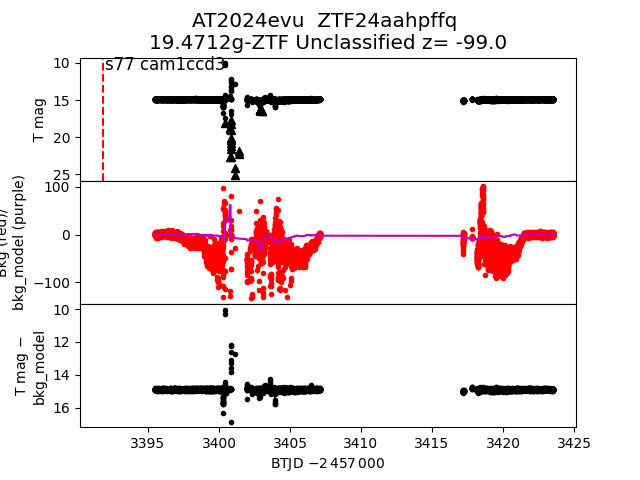 AT2024evu  ZTF24aahpffq
19.4712g-ZTF Unclassified z= -99.0
s77 cam1ccd3
T mag
10
15
20
25
Bkg (red)/
bkg_model (purple)
100
0
−100
T mag −
bkg_model
10
12
14
16
3395 3400 3405 3410 3415 3420 3425
BTJD −2 457 000